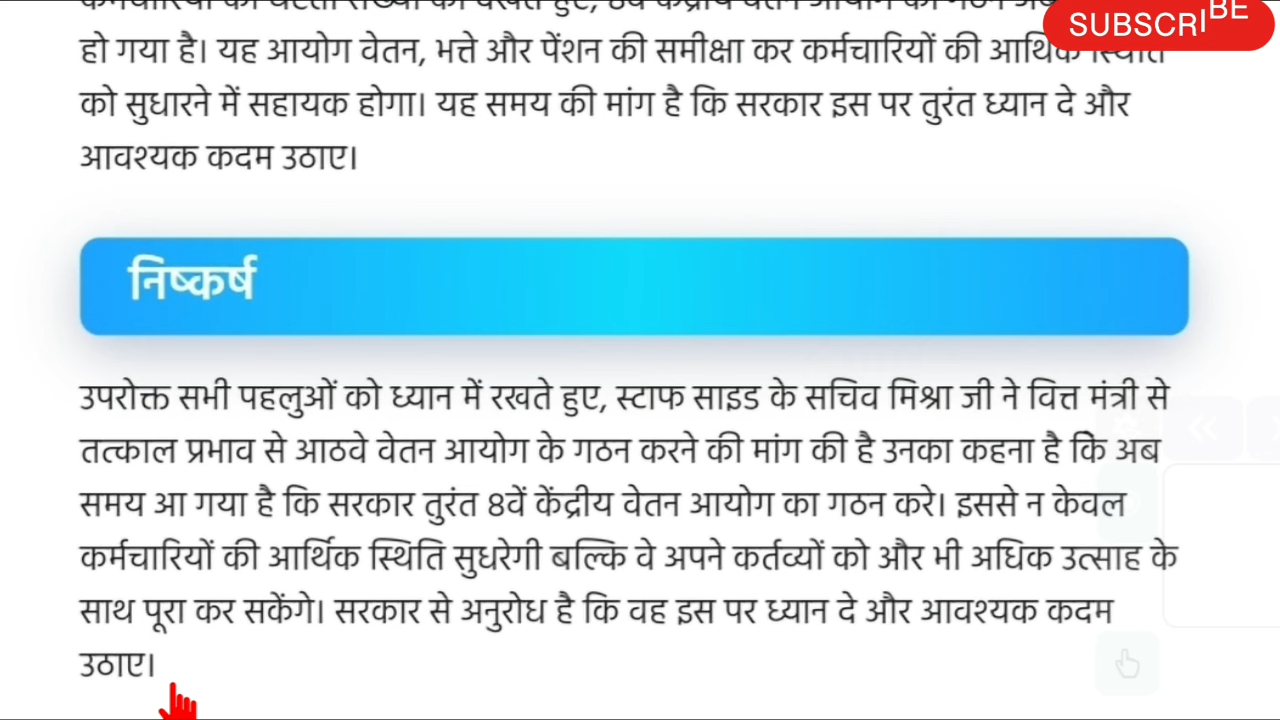 हो गया है। यह आयोग वेतन, भत्ते और पेंशन की समीक्षा कर कर्मचारियों की आर्थिक स्थिति
को सुधारने में सहायक होगा। यह समय की मांग है कि सरकार इस पर तुरंत ध्यान दे और
आवश्यक कदम उठाए।
SUBSCRIBE
निष्कर्ष
उपरोक्त सभी पहलुओं को ध्यान में रखते हुए, स्टाफ साइड के सचिव मिश्रा जी ने वित्त मंत्री से
तत्काल प्रभाव से आठवे वेतन आयोग के गठन करने की मांग की है उनका कहना है कि अब
समय आ गया है कि सरकार तुरंत 8वें केंद्रीय वेतन आयोग का गठन करे। इससे न केवल
कर्मचारियों की आर्थिक स्थिति सुधरेगी बल्कि वे अपने कर्तव्यों को और भी अधिक उत्साह के
साथ पूरा कर सकेंगे। सरकार से अनुरोध है कि वह इस पर ध्यान दे और आवश्यक कदम
उठाए।